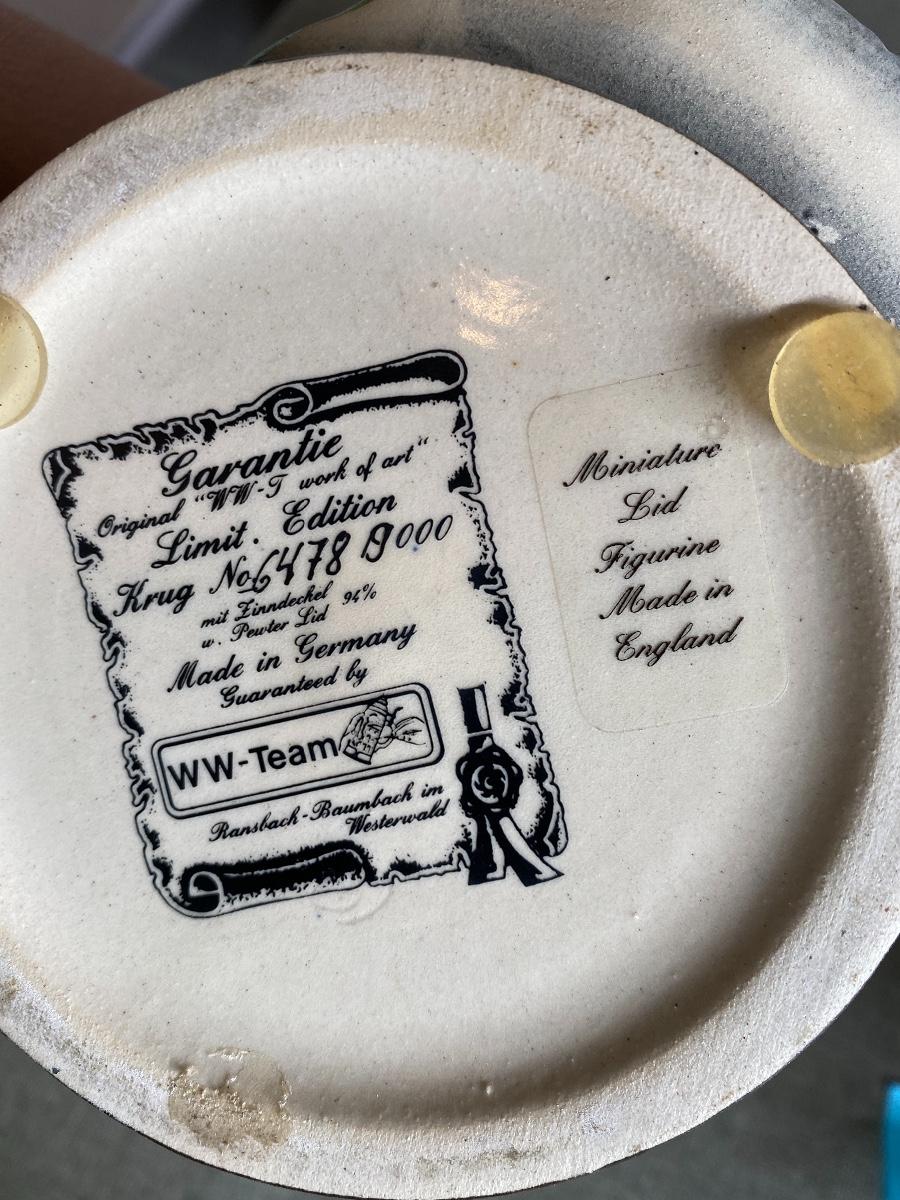 Garantie
Original "WW-T work of art"
Limit. Edition
Krug No 6478 D000
mit Zinndeckel 94%
w. Pewter Lid
Made in Germany
Guaranteed by
WW-Team
Ransbach-Baumbach im
Westerwald
Miniature
Lid
Figurine
Made in
England